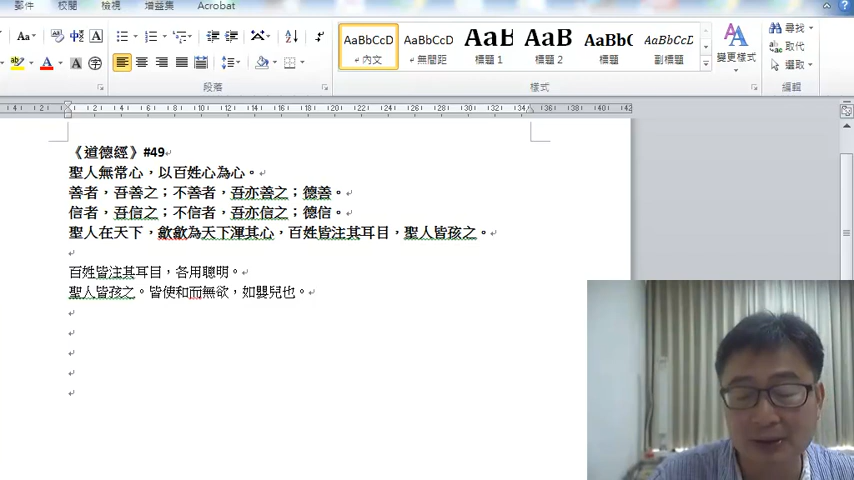 郵件 校閱 檢視 增益集 Acrobat
AaBbCcD AaBbCcD AaB AaB AaBbC AaBbCcD
內文 無間距 標題 1 標題 2 標題 副標題
變更樣式
尋找
取代
選取
段落 樣式 編輯
《道德經》#49
聖人無常心，以百姓心為心。
善者，吾善之；不善者，吾亦善之；德善。
信者，吾信之；不信者，吾亦信之；德信。
聖人在天下，歙歙為天下渾其心，百姓皆注其耳目，聖人皆孩之。
百姓皆注其耳目，各用聰明。
聖人皆孩之。皆使和而無欲，如嬰兒也。